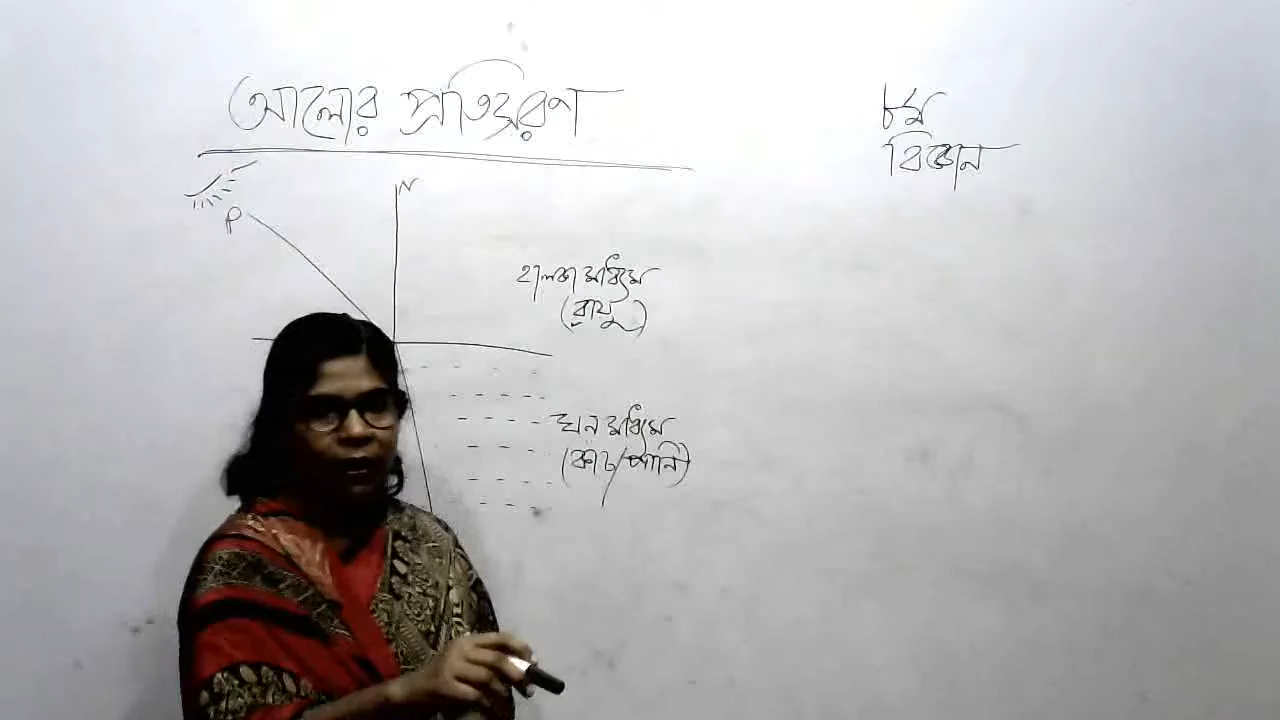 আলোর প্রতিসরণ
৮ম
বিজ্ঞান
N
P
হালকা মাধ্যম
(বায়ু)
ঘন মাধ্যম
(কাচ/পানি)